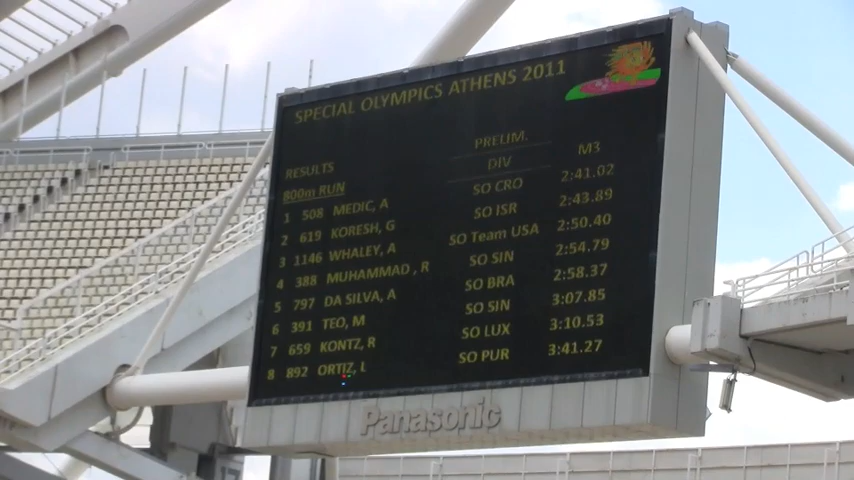 SPECIAL OLYMPICS ATHENS 2011
PRELIM.
RESULTS DIV M3
800m RUN
1 508 MEDIC, A SO CRO 2:41.02
2 619 KORESH, G SO ISR 2:43.89
3 1146 WHALEY, A SO Team USA 2:50.40
4 388 MUHAMMAD , R SO SIN 2:54.79
5 797 DA SILVA, A SO BRA 2:58.37
6 391 TEO, M SO SIN 3:07.85
7 659 KONTZ, R SO LUX 3:10.53
8 892 ORTIZ, L SO PUR 3:41.27
Panasonic